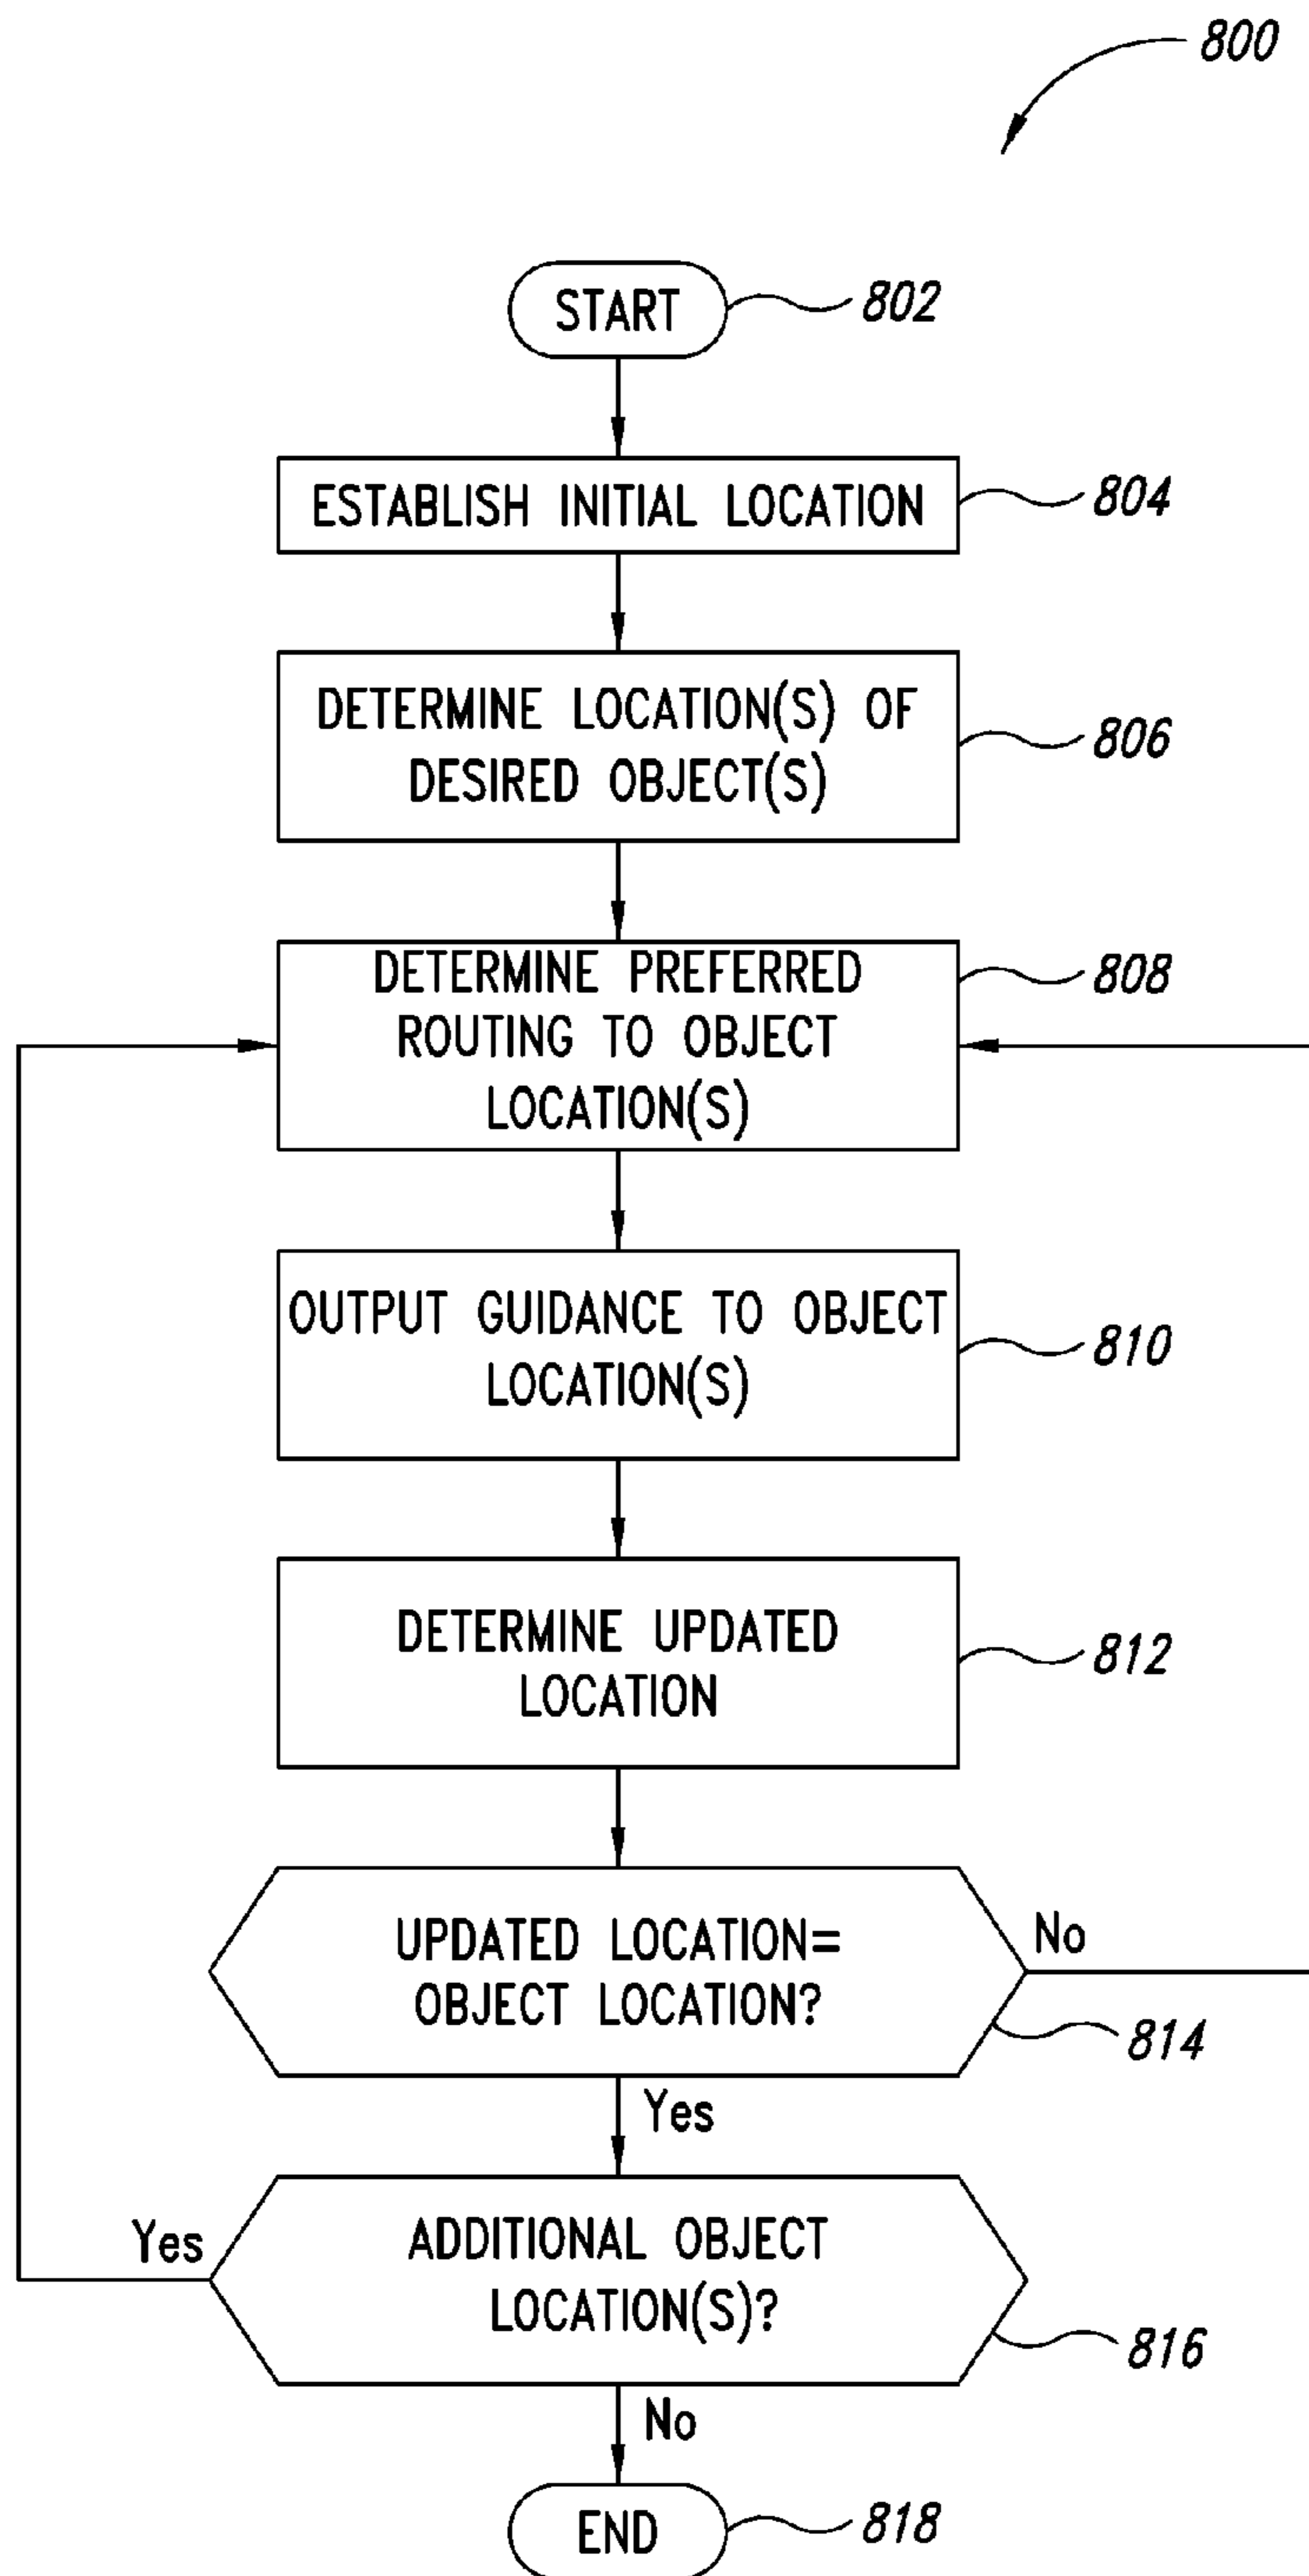 800
START
802
ESTABLISH INITIAL LOCATION
804
DETERMINE LOCATION(S) OF
DESIRED OBJECT(S)
806
DETERMINE PREFERRED
ROUTING TO OBJECT
LOCATION(S)
808
OUTPUT GUIDANCE TO OBJECT
LOCATION(S)
810
DETERMINE UPDATED
LOCATION
812
UPDATED LOCATION=
OBJECT LOCATION?
No
814
Yes
ADDITIONAL OBJECT
LOCATION(S)?
Yes
816
No
END
818